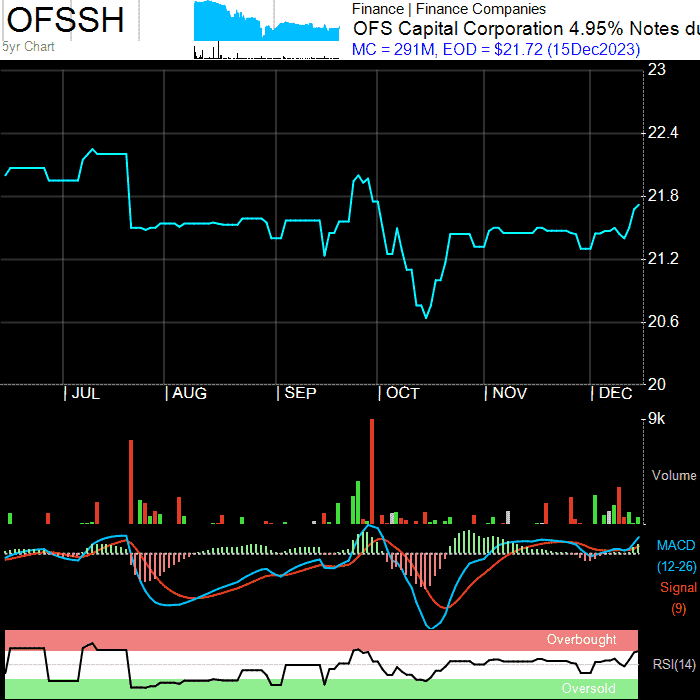 OFSSH
5yr Chart
Finance | Finance Companies
OFS Capital Corporation 4.95% Notes du
MC = 291M, EOD = $21.72 (15Dec2023)
23
22.4
21.8
21.2
20.6
20
| JUL | AUG | SEP | OCT | NOV | DEC
9k
Volume
MACD
(12-26)
Signal
(9)
Overbought
RSI(14)
Oversold